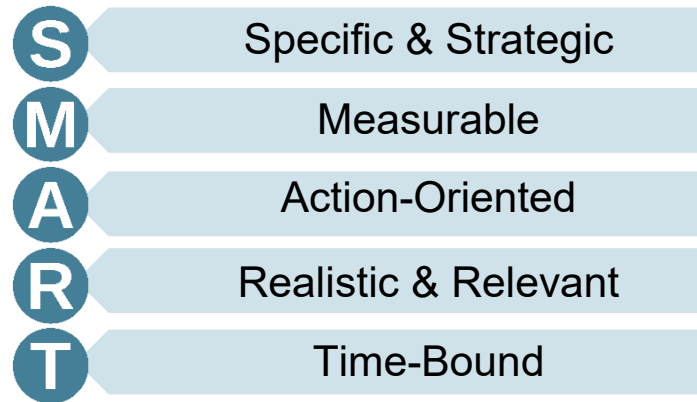 S Specific & Strategic
M Measurable
A Action-Oriented
R Realistic & Relevant
T Time-Bound